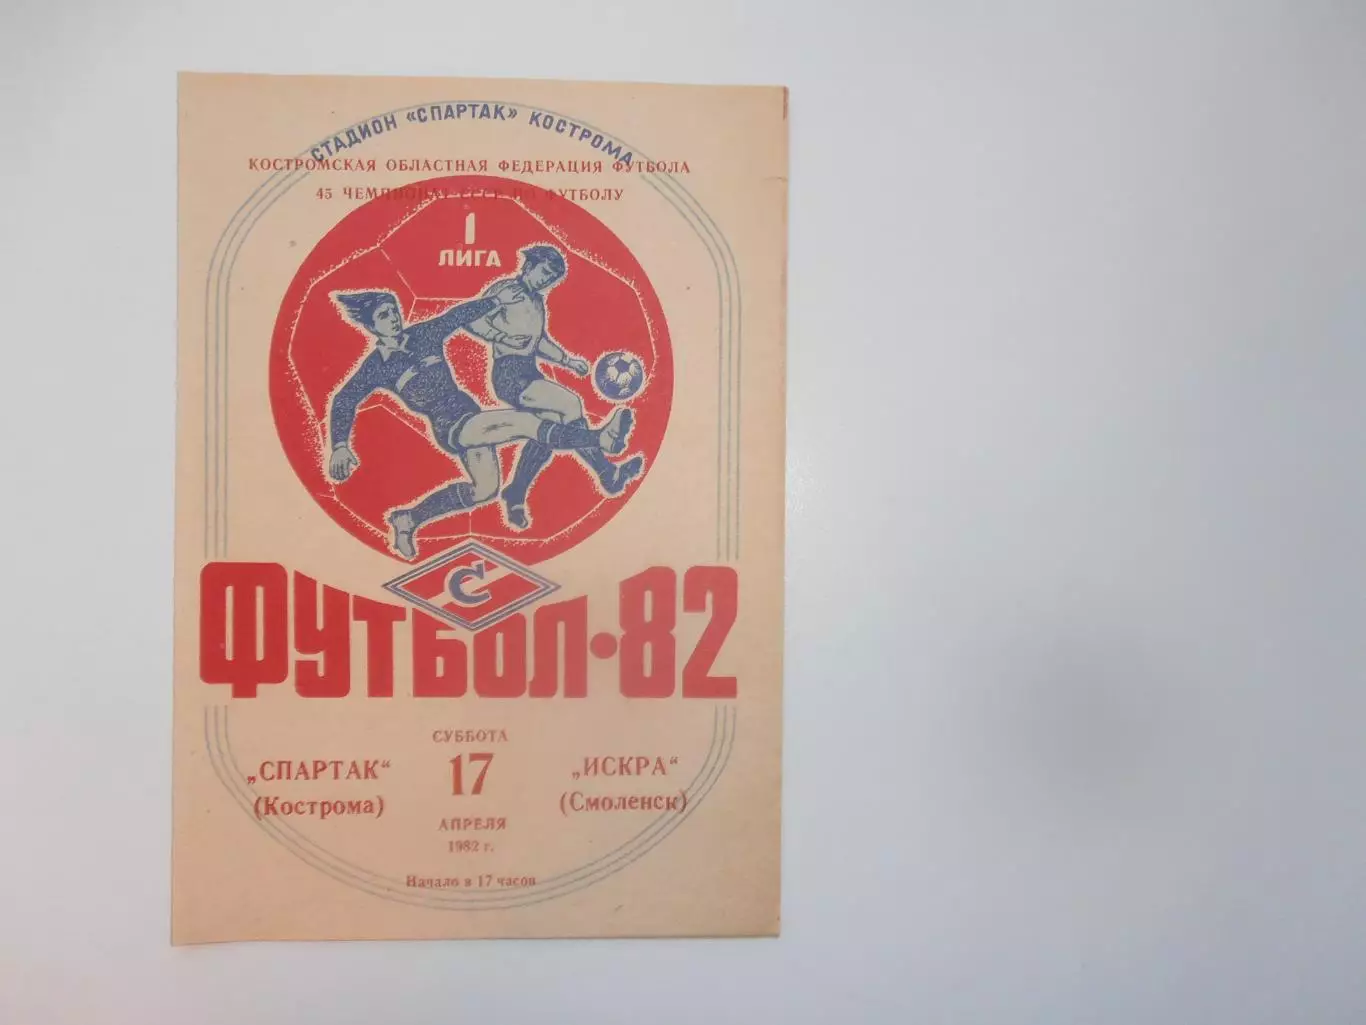 СТАДИОН «СПАРТАК» КОСТРОМА
КОСТРОМСКАЯ ОБЛАСТНАЯ ФЕДЕРАЦИЯ ФУТБОЛА
45 ЧЕМПИОНАТ СССР ПО ФУТБОЛУ
1
ЛИГА
С
ФУТБОЛ·82
СУББОТА
„СПАРТАК“ 17 „ИСКРА“
(Кострома) (Смоленск)
АПРЕЛЯ
1982 г.
Начало в 17 часов